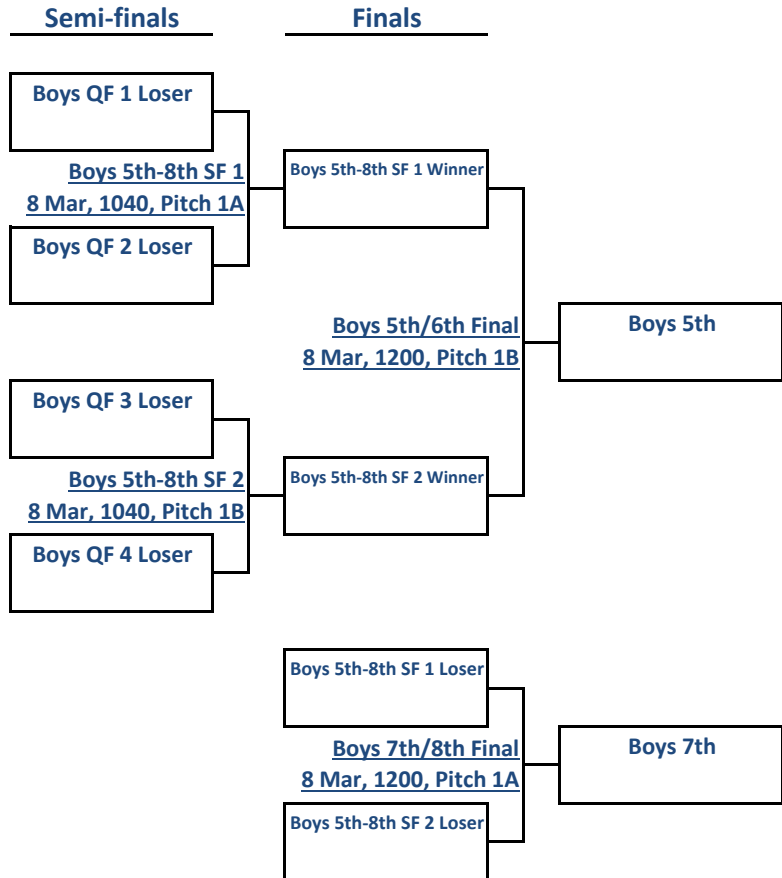 Semi-finals
Finals
Boys QF 1 Loser
Boys 5th-8th SF 1
8 Mar, 1040, Pitch 1A
Boys 5th-8th SF 1 Winner
Boys QF 2 Loser
Boys 5th/6th Final
8 Mar, 1200, Pitch 1B
Boys 5th
Boys QF 3 Loser
Boys 5th-8th SF 2
8 Mar, 1040, Pitch 1B
Boys 5th-8th SF 2 Winner
Boys QF 4 Loser
Boys 5th-8th SF 1 Loser
Boys 7th/8th Final
8 Mar, 1200, Pitch 1A
Boys 7th
Boys 5th-8th SF 2 Loser